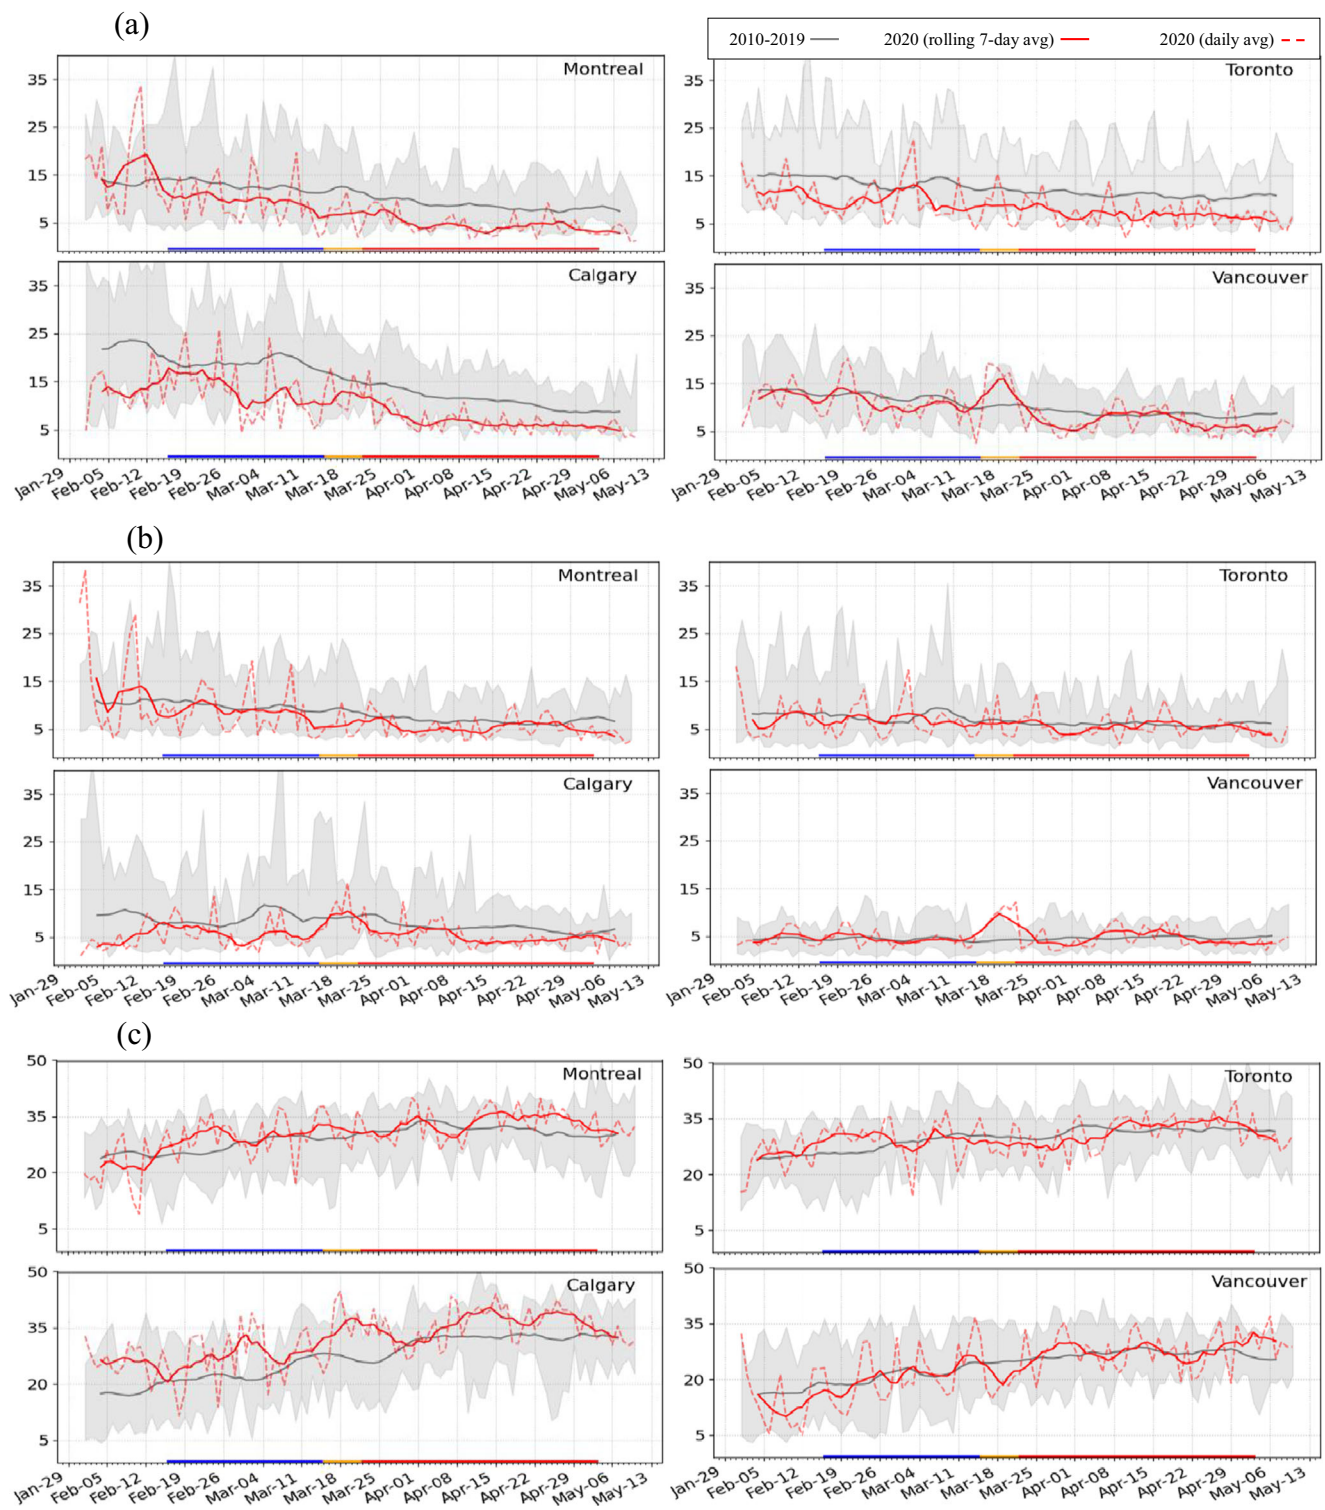 (a)
2010-2019 2020 (rolling 7-day avg) 2020 (daily avg)
Montreal
35
25
15
5
Toronto
35
25
15
5
Calgary
35
25
15
5
Vancouver
35
25
15
5
Jan-29 Feb-05 Feb-12 Feb-19 Feb-26 Mar-04 Mar-11 Mar-18 Mar-25 Apr-01 Apr-08 Apr-15 Apr-22 Apr-29 May-06 May-13
Jan-29 Feb-05 Feb-12 Feb-19 Feb-26 Mar-04 Mar-11 Mar-18 Mar-25 Apr-01 Apr-08 Apr-15 Apr-22 Apr-29 May-06 May-13
(b)
Montreal
35
25
15
5
Toronto
35
25
15
5
Calgary
35
25
15
5
Vancouver
35
25
15
5
Jan-29 Feb-05 Feb-12 Feb-19 Feb-26 Mar-04 Mar-11 Mar-18 Mar-25 Apr-01 Apr-08 Apr-15 Apr-22 Apr-29 May-06 May-13
Jan-29 Feb-05 Feb-12 Feb-19 Feb-26 Mar-04 Mar-11 Mar-18 Mar-25 Apr-01 Apr-08 Apr-15 Apr-22 Apr-29 May-06 May-13
(c)
Montreal
50
35
20
5
Toronto
50
35
20
5
Calgary
50
35
20
5
Vancouver
50
35
20
5
Jan-29 Feb-05 Feb-12 Feb-19 Feb-26 Mar-04 Mar-11 Mar-18 Mar-25 Apr-01 Apr-08 Apr-15 Apr-22 Apr-29 May-06 May-13
Jan-29 Feb-05 Feb-12 Feb-19 Feb-26 Mar-04 Mar-11 Mar-18 Mar-25 Apr-01 Apr-08 Apr-15 Apr-22 Apr-29 May-06 May-13